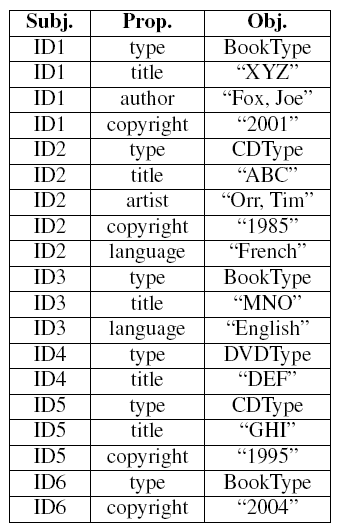 Subj. Prop. Obj.
ID1 type BookType
ID1 title “XYZ”
ID1 author “Fox, Joe”
ID1 copyright “2001”
ID2 type CDType
ID2 title “ABC”
ID2 artist “Orr, Tim”
ID2 copyright “1985”
ID2 language “French”
ID3 type BookType
ID3 title “MNO”
ID3 language “English”
ID4 type DVDType
ID4 title “DEF”
ID5 type CDType
ID5 title “GHI”
ID5 copyright “1995”
ID6 type BookType
ID6 copyright “2004”